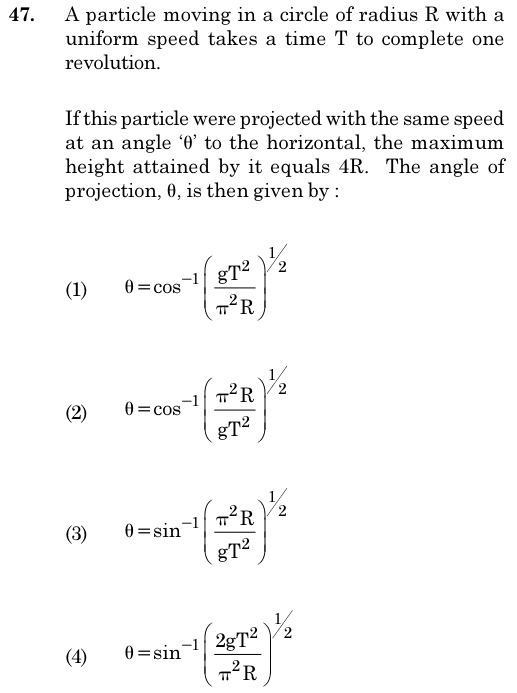 47. A particle moving in a circle of radius R with a
uniform speed takes a time T to complete one
revolution.
If this particle were projected with the same speed
at an angle ‘θ’ to the horizontal, the maximum
height attained by it equals 4R. The angle of
projection, θ, is then given by :
(1) θ = cos⁻¹ (gT² / π²R)^1/2
(2) θ = cos⁻¹ (π²R / gT²)^1/2
(3) θ = sin⁻¹ (π²R / gT²)^1/2
(4) θ = sin⁻¹ (2gT² / π²R)^1/2